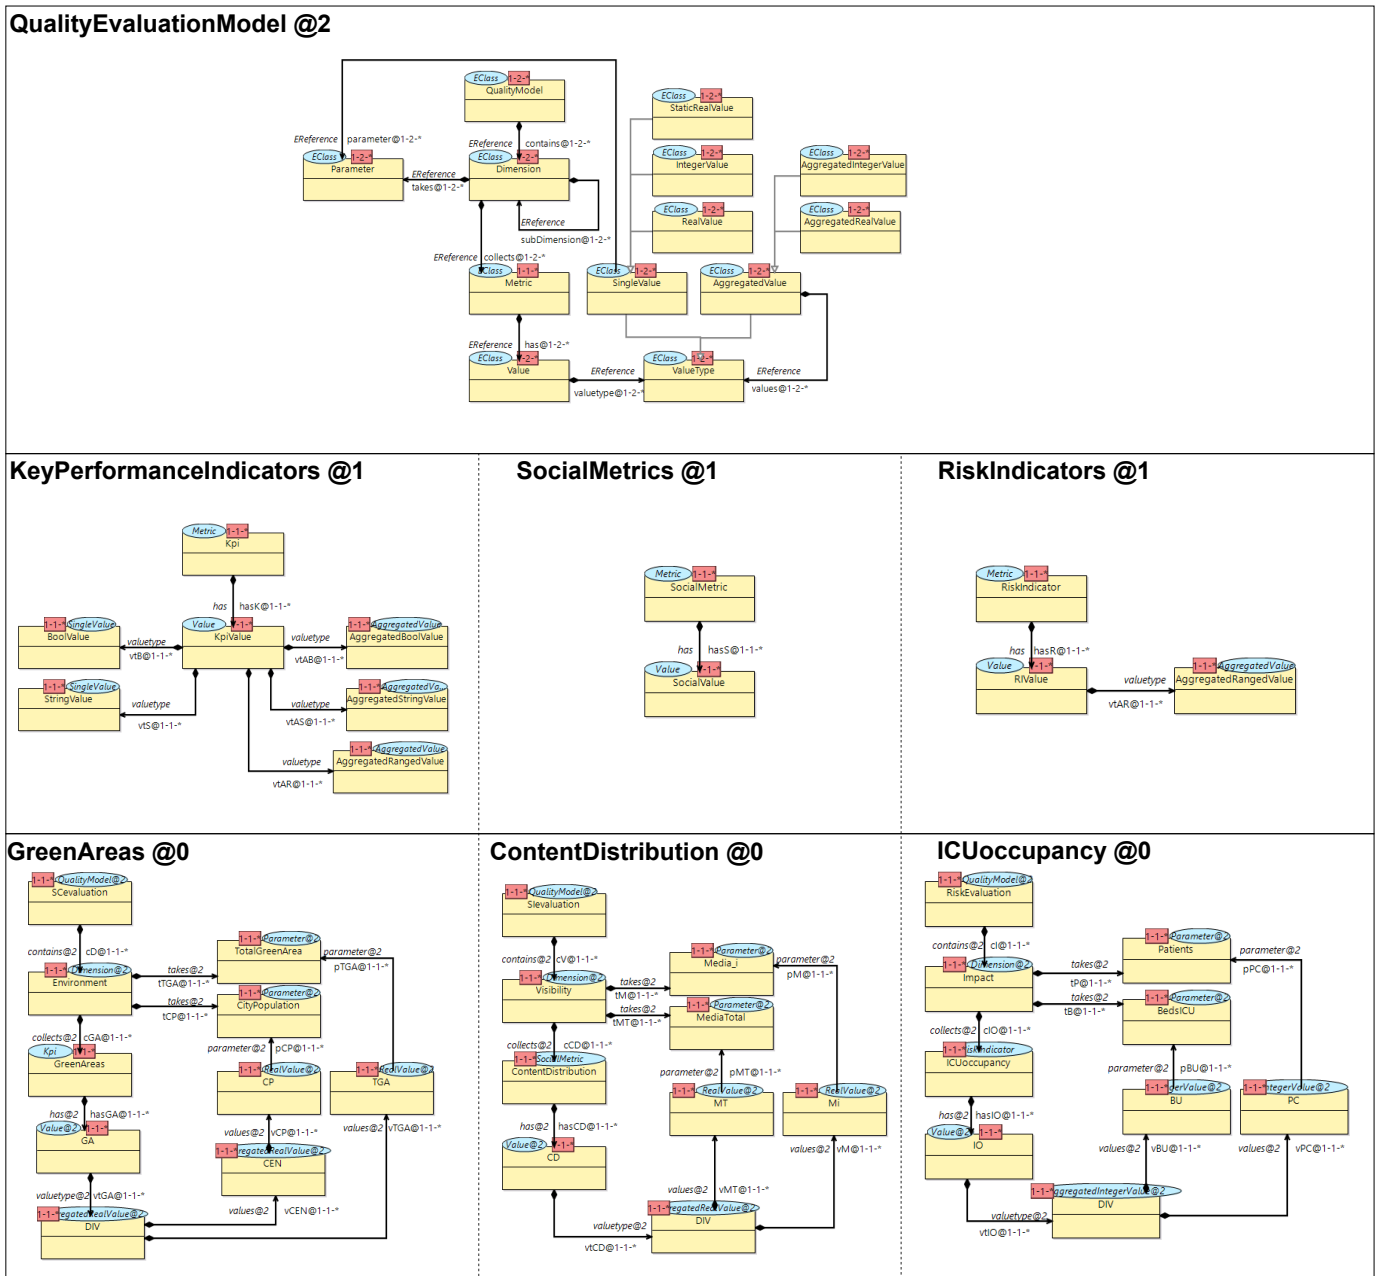 QualityEvaluationModel @2
EClass 1-2-*
QualityModel
EClass 1-2-*
StaticRealValue
EReference parameter@1-2-*
EReference contains@1-2-*
EClass 1-2-*
Parameter
EReference
takes@1-2-*
EClass
Dimension
EClass 1-2-*
IntegerValue
EClass 1-2-*
AggregatedIntegerValue
EReference
subDimension@1-2-*
EClass 1-2-*
RealValue
EClass 1-2-*
AggregatedRealValue
EReference collects@1-2-*
EClass 1-1-*
Metric
EClass 1-2-*
SingleValue
EClass 1-2-*
AggregatedValue
EReference has@1-2-*
EClass
Value
EReference
valuetype@1-2-*
EClass 1-2-*
ValueType
EReference
values@1-2-*
KeyPerformanceIndicators @1
Metric 1-1-*
Kpi
has hasK@1-1-*
1-1-* SingleValue
BoolValue
valuetype
vtB@1-1-*
Value
KpiValue
valuetype
vtAB@1-1-*
1-1-* AggregatedValue
AggregatedBoolValue
1-1-* SingleValue
StringValue
vtS@1-1-*
valuetype
vtAS@1-1-*
1-1-* AggregatedVa...
AggregatedStringValue
valuetype
vtAR@1-1-*
1-1-* AggregatedValue
AggregatedRangedValue
SocialMetrics @1
Metric 1-1-*
SocialMetric
has hasS@1-1-*
Value
SocialValue
RiskIndicators @1
Metric 1-1-*
RiskIndicator
has hasR@1-1-*
Value
RIValue
valuetype
vtAR@1-1-*
1-1-* AggregatedValue
AggregatedRangedValue
GreenAreas @0
1-1-* QualityModel@2
SCevaluation
contains@2 cD@1-1-*
1-1-* Dimension@2
Environment
takes@2
tTGA@1-1-*
1-1-* Parameter@2
TotalGreenArea
parameter@2
pTGA@1-1-*
takes@2
tCP@1-1-*
1-1-* Parameter@2
CityPopulation
collects@2 cGA@1-1-*
Kpi
GreenAreas
parameter@2 pCP@1-1-*
1-1-* RealValue@2
CP
RealValue@2
TGA
has@2 hasGA@1-1-*
Value@2 1-1-*
GA
values@2 vCP@1-1-*
values@2 vTGA@1-1-*
1-1-* regatedRealValue@2
CEN
valuetype@2 vtGA@1-1-*
values@2 vCEN@1-1-*
1-1-* regatedRealValue@2
DIV
ContentDistribution @0
1-1-* QualityModel@2
SIevaluation
contains@2 cV@1-1-*
1-1-* Dimension@2
Visibility
takes@2
tM@1-1-*
1-1-* Parameter@2
Media_i
parameter@2
pM@1-1-*
takes@2
tMT@1-1-*
1-1-* Parameter@2
MediaTotal
collects@2 cCD@1-1-*
1-1-* SocialMetric
ContentDistribution
parameter@2 pMT@1-1-*
1-1-* RealValue@2
MT
1-1-* RealValue@2
Mi
has@2 hasCD@1-1-*
Value@2
CD
values@2 vMT@1-1-*
values@2 vM@1-1-*
valuetype@2
vtCD@1-1-*
1-1-* regatedRealValue@2
DIV
ICUoccupancy @0
1-1-* QualityModel@2
RiskEvaluation
contains@2 cI@1-1-*
1-1-* Dimension@2
Impact
takes@2
tP@1-1-*
1-1-* Parameter@2
Patients
parameter@2
pPC@1-1-*
takes@2
tB@1-1-*
1-1-* Parameter@2
BedsICU
collects@2 cIO@1-1-*
1-1-* iskIndicator
ICUoccupancy
parameter@2 pBU@1-1-*
1-1-* gerValue@2
BU
1-1-* ntegerValue@2
PC
has@2 hasIO@1-1-*
Value@2 1-1-*
IO
values@2 vBU@1-1-*
values@2 vPC@1-1-*
valuetype@2
vtIO@1-1-*
1-1-* ggregatedIntegerValue@2
DIV